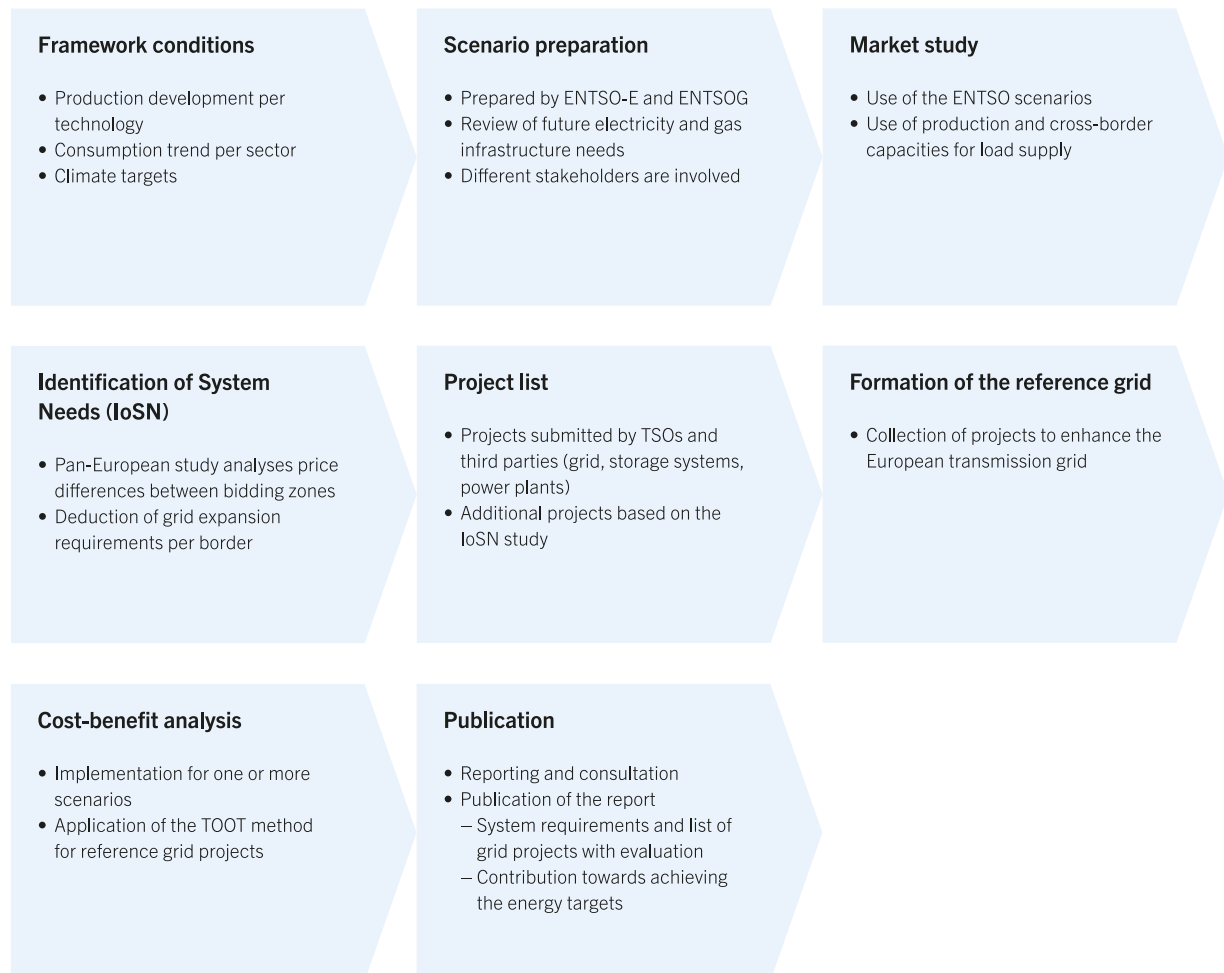 Framework conditions
• Production development per
technology
• Consumption trend per sector
• Climate targets
Scenario preparation
• Prepared by ENTSO-E and ENTSOG
• Review of future electricity and gas
infrastructure needs
• Different stakeholders are involved
Market study
• Use of the ENTSO scenarios
• Use of production and cross-border
capacities for load supply
Identification of System
Needs (IoSN)
• Pan-European study analyses price
differences between bidding zones
• Deduction of grid expansion
requirements per border
Project list
• Projects submitted by TSOs and
third parties (grid, storage systems,
power plants)
• Additional projects based on the
IoSN study
Formation of the reference grid
• Collection of projects to enhance the
European transmission grid
Cost-benefit analysis
• Implementation for one or more
scenarios
• Application of the TOOT method
for reference grid projects
Publication
• Reporting and consultation
• Publication of the report
– System requirements and list of
grid projects with evaluation
– Contribution towards achieving
the energy targets